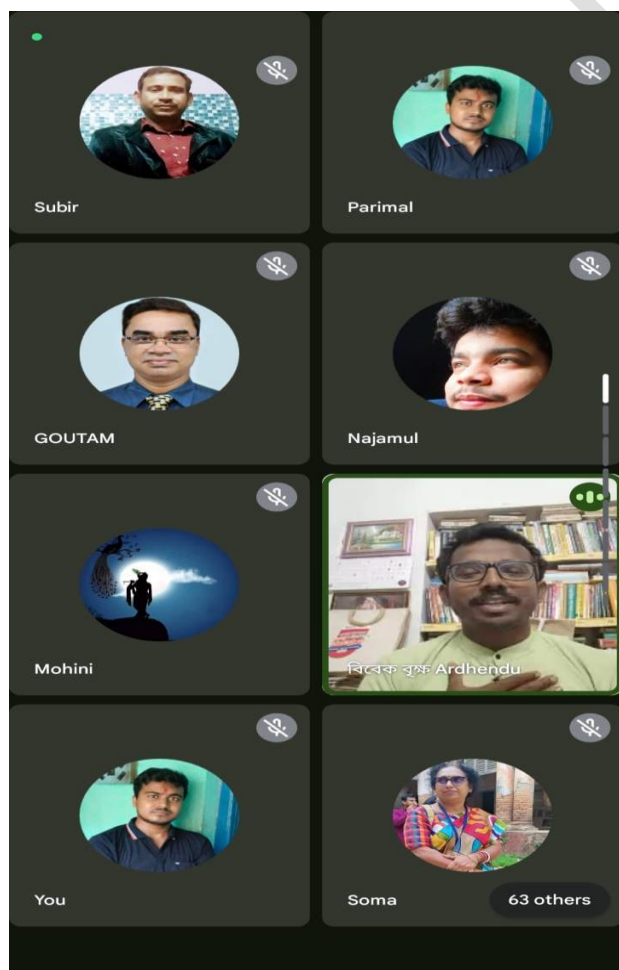 Subir
Parimal
GOUTAM
Najamul
Mohini
বিবেক বৃক্ষ Ardhendu
You
Soma
63 others